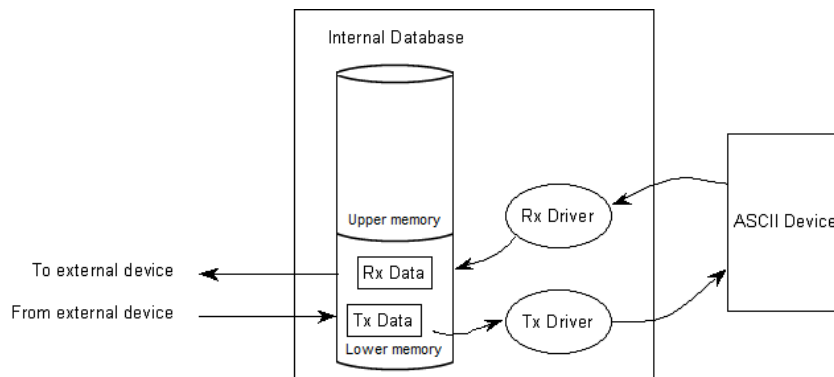 Internal Database
Upper memory
Rx Driver
ASCII Device
To external device
Rx Data
From external device
Tx Data
Tx Driver
Lower memory